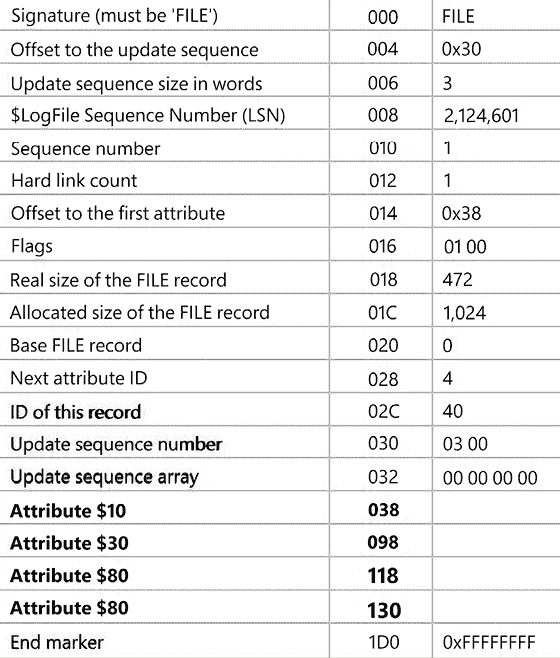 Signature (must be 'FILE') 000 FILE
Offset to the update sequence 004 0x30
Update sequence size in words 006 3
$LogFile Sequence Number (LSN) 008 2,124,601
Sequence number 010 1
Hard link count 012 1
Offset to the first attribute 014 0x38
Flags 016 01 00
Real size of the FILE record 018 472
Allocated size of the FILE record 01C 1,024
Base FILE record 020 0
Next attribute ID 028 4
ID of this record 02C 40
Update sequence number 030 03 00
Update sequence array 032 00 00 00 00
Attribute $10 038
Attribute $30 098
Attribute $80 118
Attribute $80 130
End marker 1D0 0xFFFFFFFF